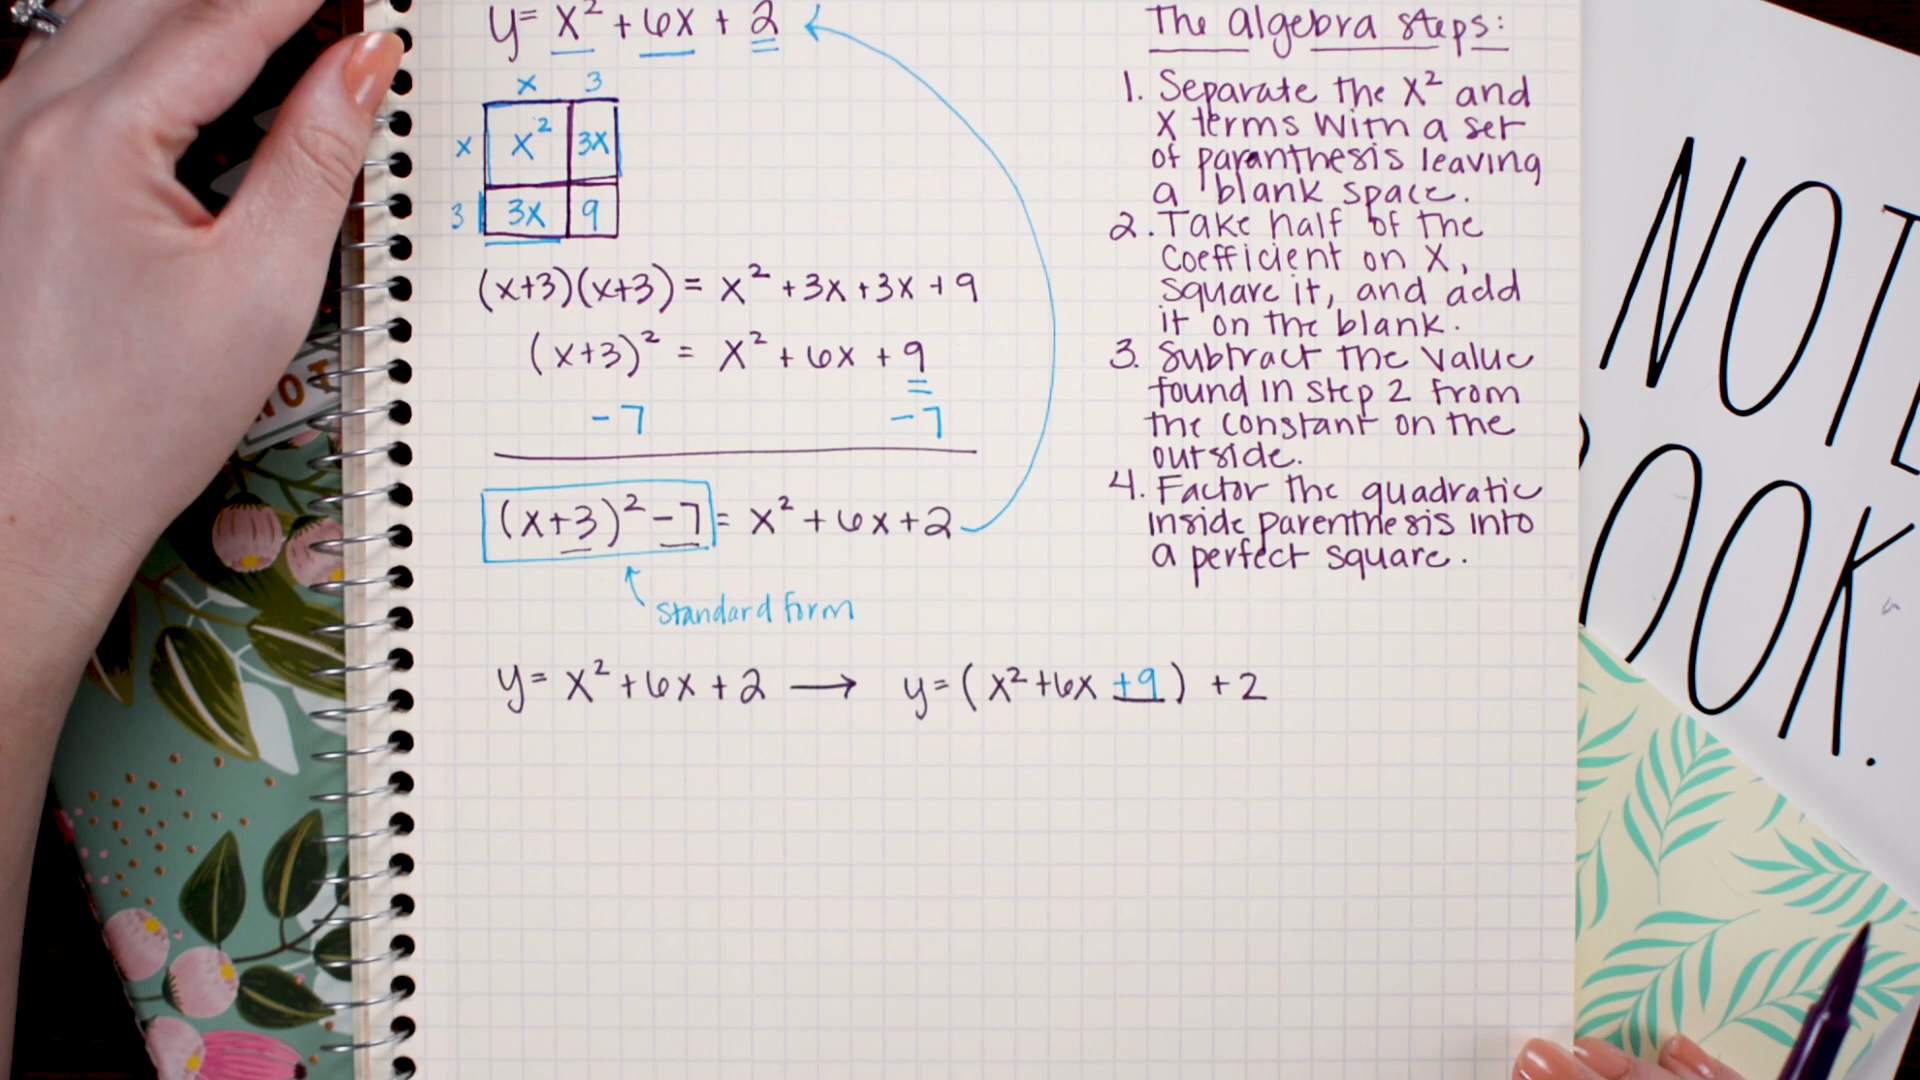 y = x² + 6x + 2
x 3
x x² 3x
3 3x 9
(x+3)(x+3) = x² + 3x + 3x + 9
(x+3)² = x² + 6x + 9
-7 -7
(x+3)² - 7 = x² + 6x + 2
standard form
y = x² + 6x + 2 → y = (x² + 6x +9) + 2
The algebra steps:
1. Separate the x² and
x terms with a set
of paranthesis leaving
a blank space.
2. Take half of the
coefficient on x,
square it, and add
it on the blank.
3. Subtract the value
found in step 2 from
the constant on the
outside.
4. Factor the quadratic
inside parenthesis into
a perfect square.
NOTE
OOK.